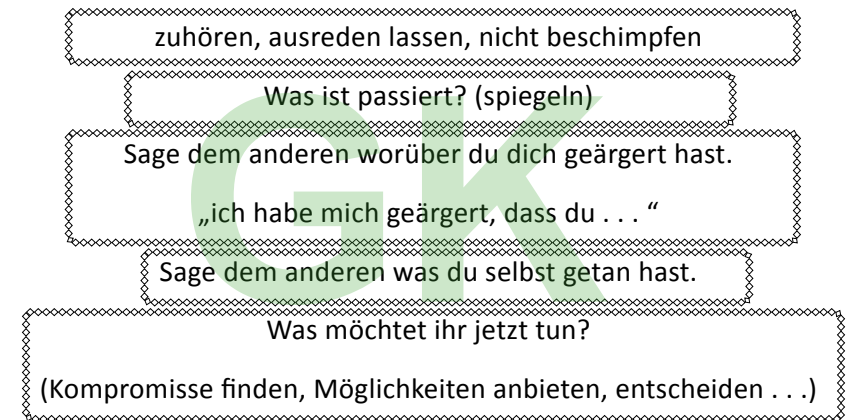 zuhören, ausreden lassen, nicht beschimpfen
Was ist passiert? (spiegeln)
Sage dem anderen worüber du dich geärgert hast.
„ich habe mich geärgert, dass du . . . “
Sage dem anderen was du selbst getan hast.
Was möchtet ihr jetzt tun?
(Kompromisse finden, Möglichkeiten anbieten, entscheiden . . .)
GK